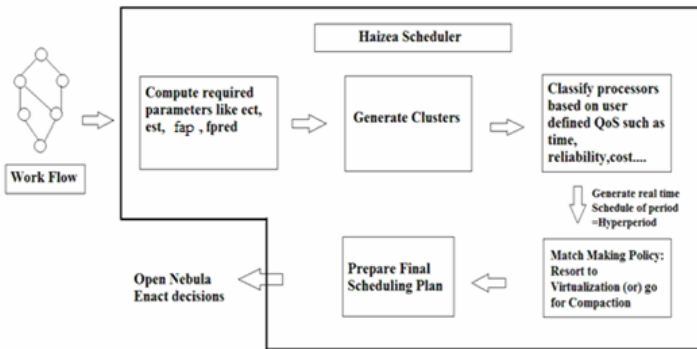 Haizea Scheduler
Work Flow
Compute required
parameters like ect,
est, fap , fpred
Generate Clusters
Classify processors
based on user
defined QoS such as
time,
reliability,cost....
Generate real time
Schedule of period
=Hyperperiod
Match Making Policy:
Resort to
Virtualization (or) go
for Compaction
Prepare Final
Scheduling Plan
Open Nebula
Enact decisions